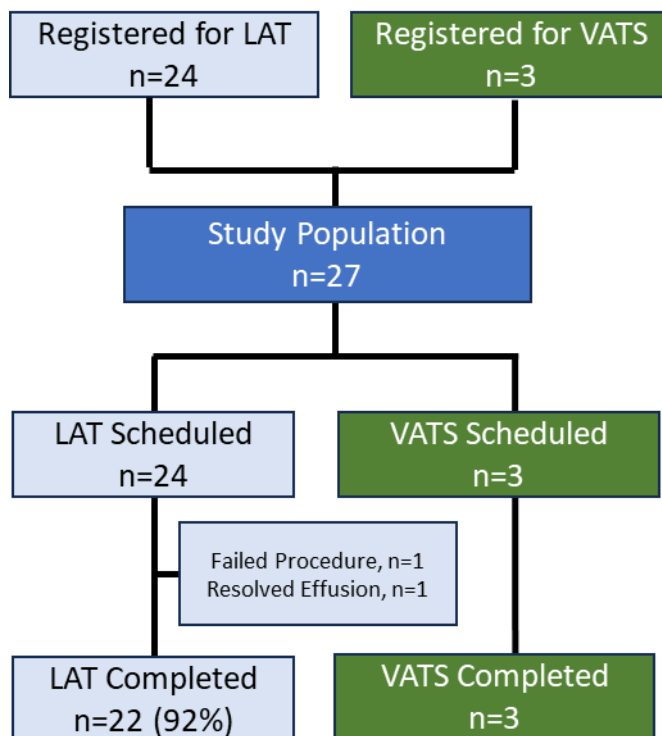 Registered for LAT
n=24
Registered for VATS
n=3
Study Population
n=27
LAT Scheduled
n=24
VATS Scheduled
n=3
Failed Procedure, n=1
Resolved Effusion, n=1
LAT Completed
n=22 (92%)
VATS Completed
n=3